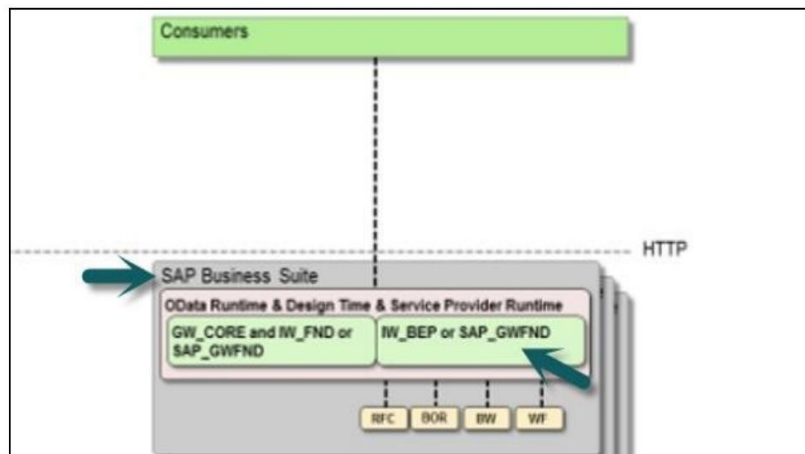 Consumers
HTTP
SAP Business Suite
OData Runtime & Design Time & Service Provider Runtime
GW_CORE and IW_FND or
SAP_GWFND
IW_BEP or SAP_GWFND
RFC
BOR
BW
WF